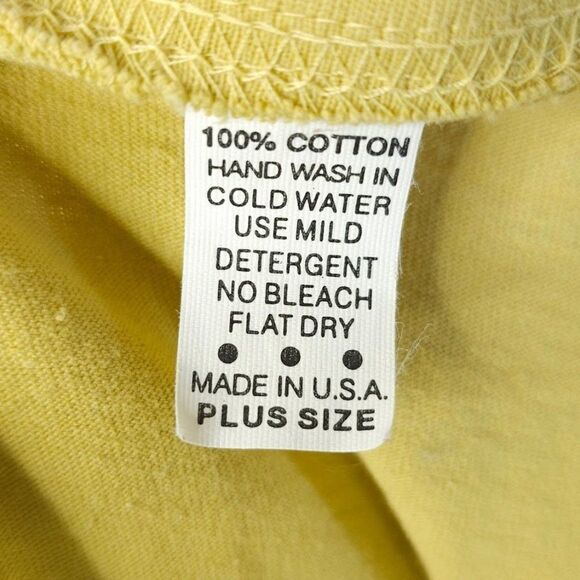 100% COTTON
HAND WASH IN
COLD WATER
USE MILD
DETERGENT
NO BLEACH
FLAT DRY
● ● ●
MADE IN U.S.A.
PLUS SIZE